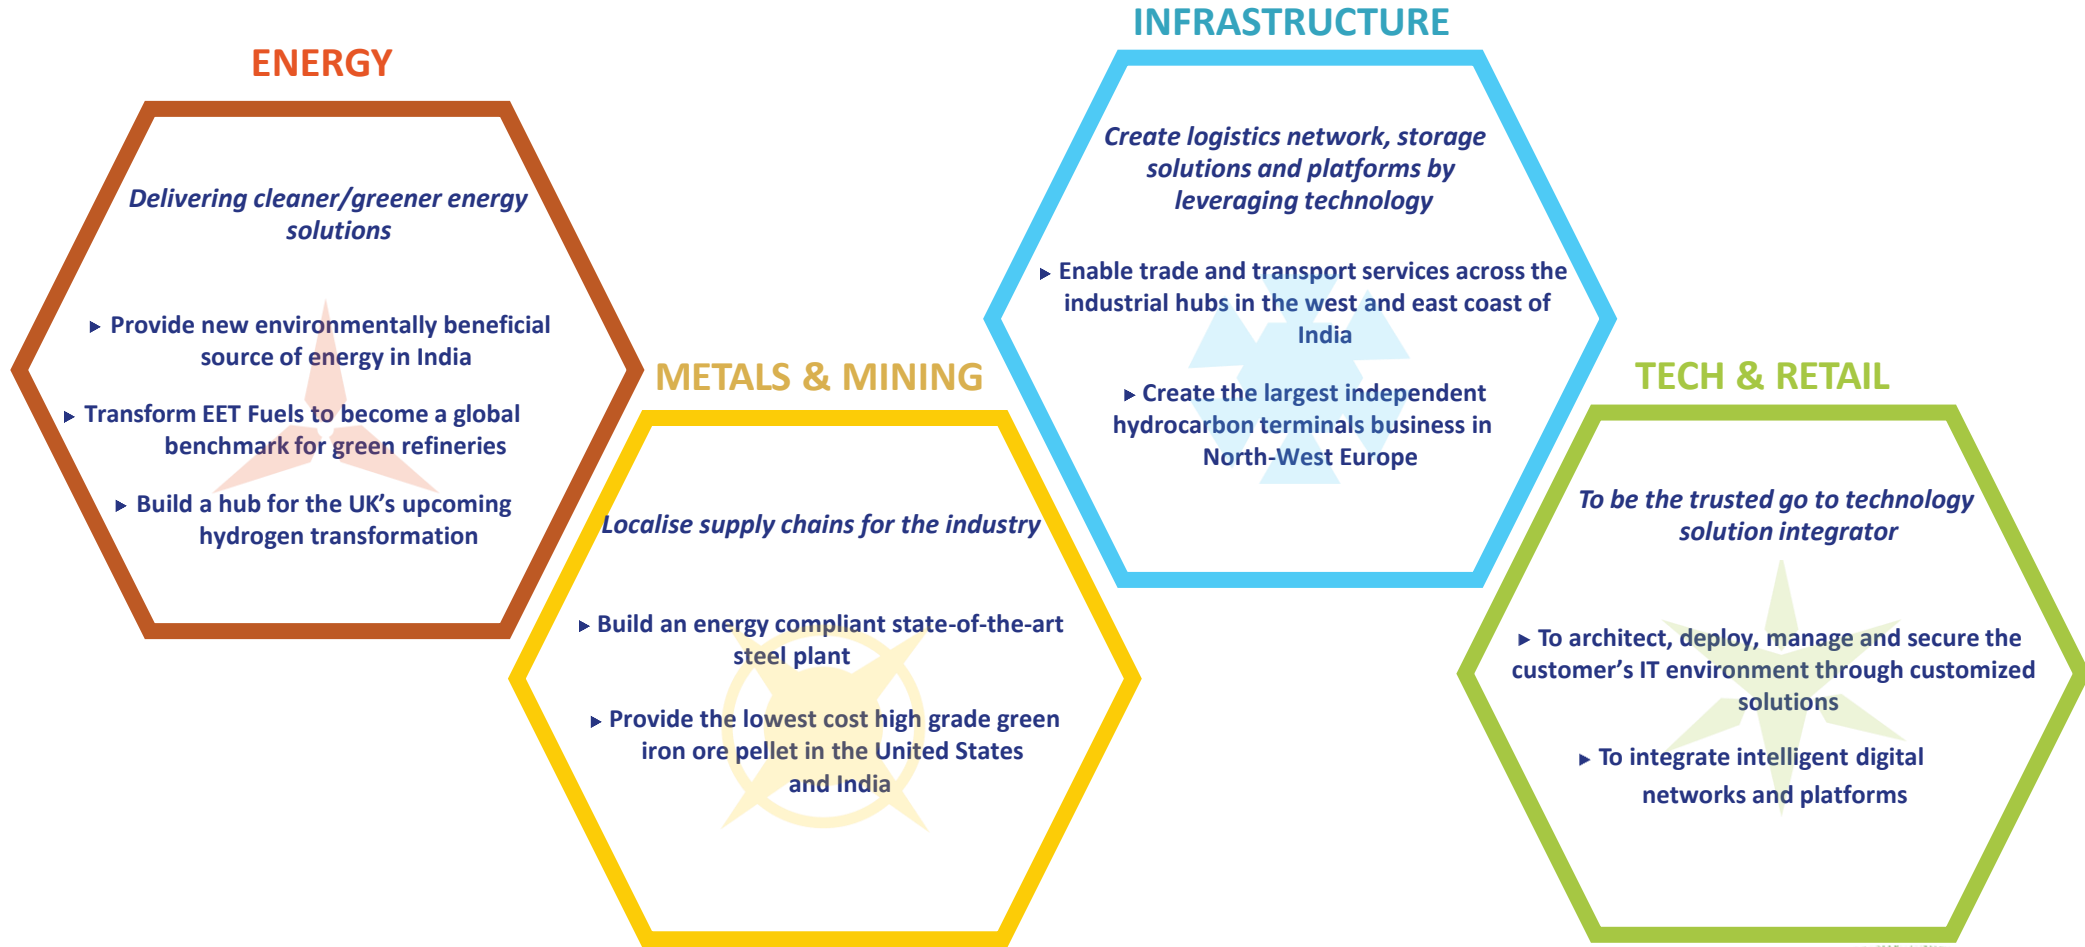 ENERGY
Delivering cleaner/greener energy
solutions
▸ Provide new environmentally beneficial
source of energy in India
▸ Transform EET Fuels to become a global
benchmark for green refineries
▸ Build a hub for the UK's upcoming
hydrogen transformation
METALS & MINING
Localise supply chains for the industry
▸ Build an energy compliant state-of-the-art
steel plant
▸ Provide the lowest cost high grade green
iron ore pellet in the United States
and India
INFRASTRUCTURE
Create logistics network, storage
solutions and platforms by
leveraging technology
▸ Enable trade and transport services across the
industrial hubs in the west and east coast of
India
▸ Create the largest independent
hydrocarbon terminals business in
North-West Europe
TECH & RETAIL
To be the trusted go to technology
solution integrator
▸ To architect, deploy, manage and secure the
customer's IT environment through customized
solutions
▸ To integrate intelligent digital
networks and platforms